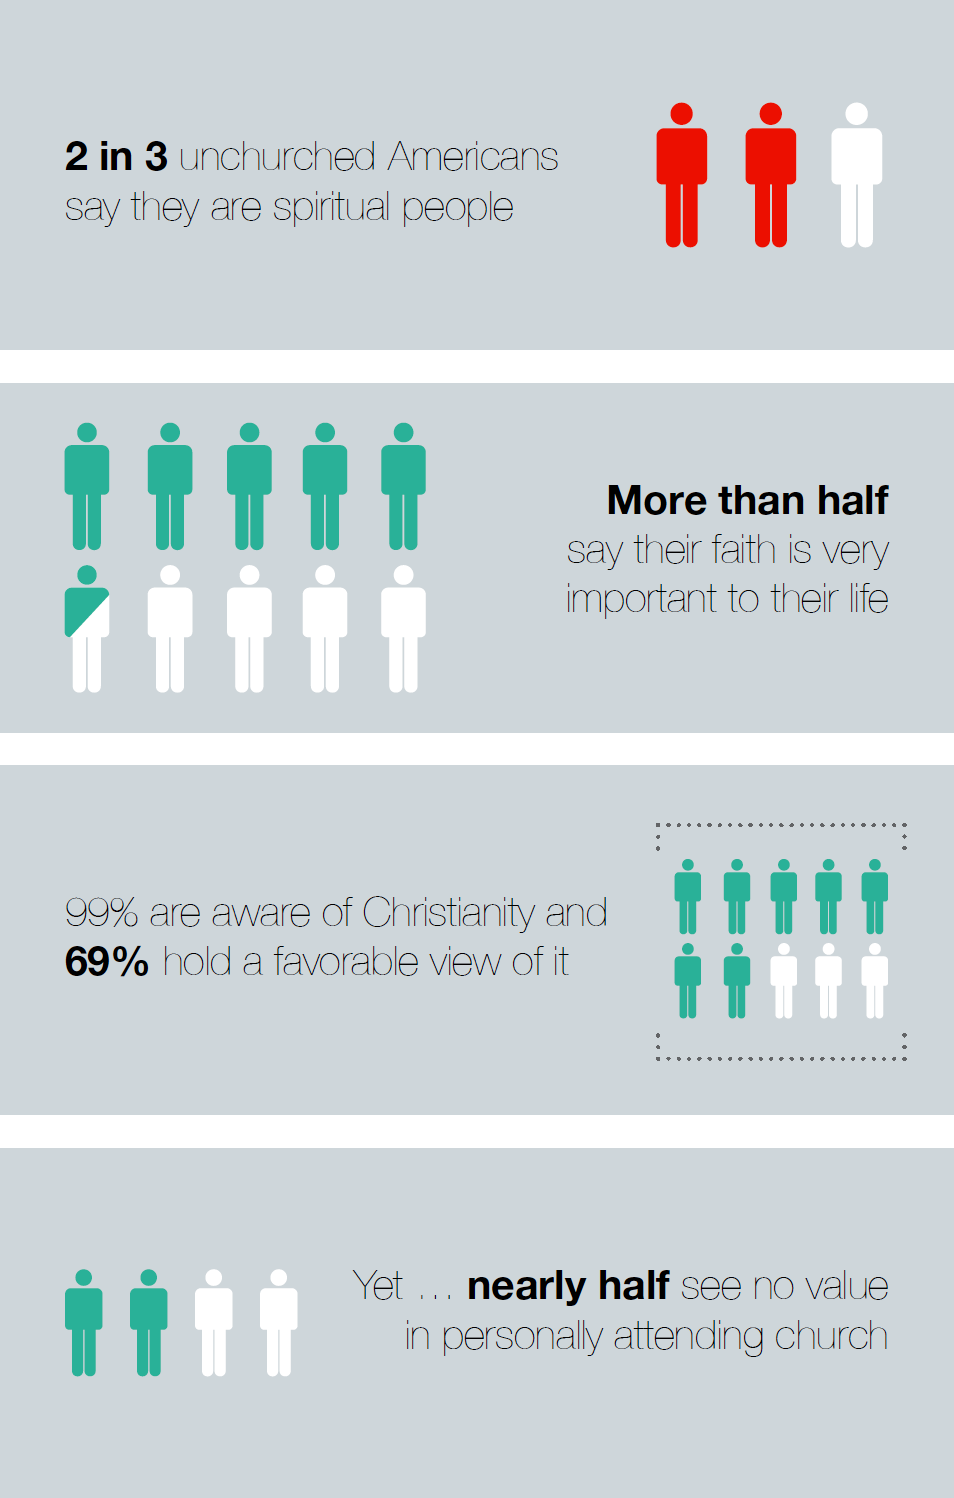 2 in 3 unchurched Americans
say they are spiritual people
More than half
say their faith is very
important to their life
99% are aware of Christianity and
69% hold a favorable view of it
Yet … nearly half see no value
in personally attending church